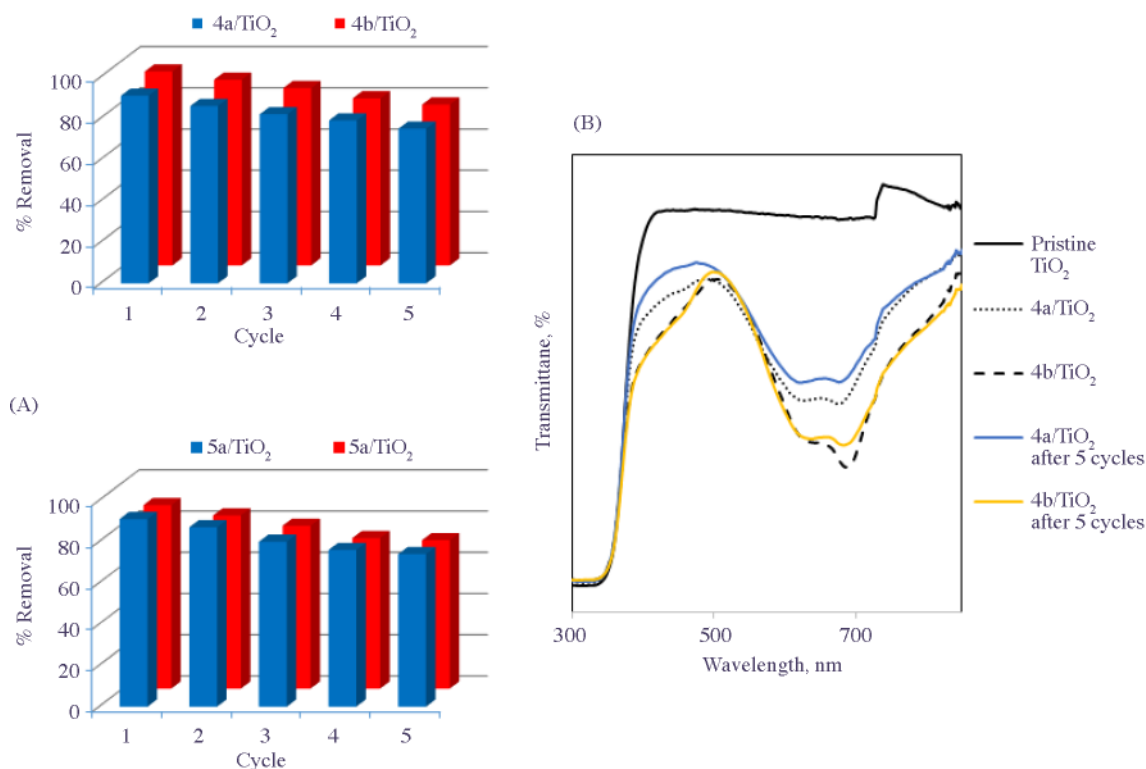 4a/TiO2 4b/TiO2
100
80
60
40
20
0
% Removal
1 2 3 4 5
Cycle
(A)
5a/TiO2 5a/TiO2
100
80
60
40
20
0
% Removal
1 2 3 4 5
Cycle
(B)
Transmittane, %
300 500 700
Wavelength, nm
Pristine
TiO2
4a/TiO2
4b/TiO2
4a/TiO2
after 5 cycles
4b/TiO2
after 5 cycles